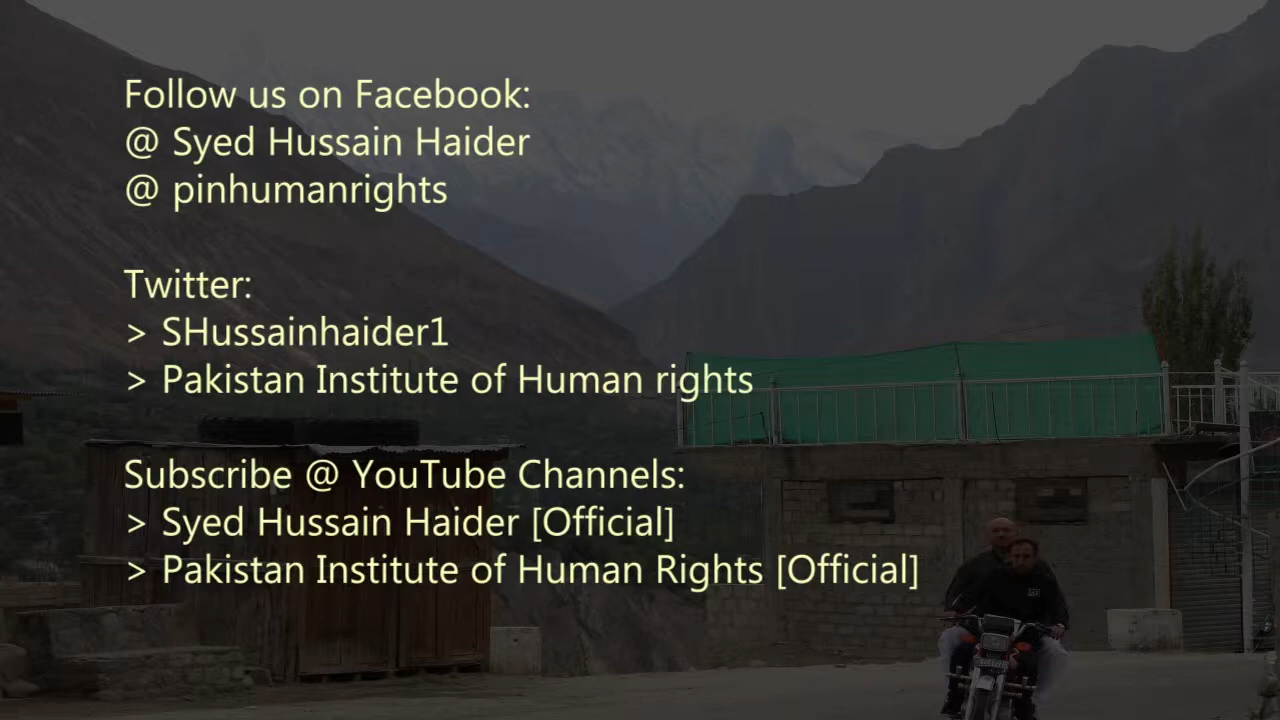 Follow us on Facebook:
@ Syed Hussain Haider
@ pinhumanrights
Twitter:
> SHussainhaider1
> Pakistan Institute of Human rights
Subscribe @ YouTube Channels:
> Syed Hussain Haider [Official]
> Pakistan Institute of Human Rights [Official]